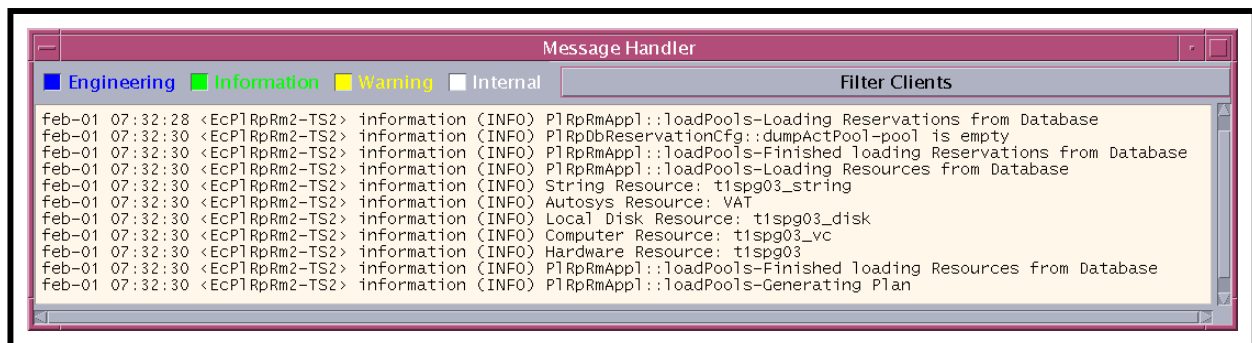 Message Handler
Engineering Information Warning Internal Filter Clients
feb-01 07:32:28 <EcPlRpRm2-TS2> information (INFO) PlRpRmAppl::loadPools-Loading Reservations from Database
feb-01 07:32:30 <EcPlRpRm2-TS2> information (INFO) PlRpDbReservationCfg::dumpActPool-pool is empty
feb-01 07:32:30 <EcPlRpRm2-TS2> information (INFO) PlRpRmAppl::loadPools-Finished loading Reservations from Database
feb-01 07:32:30 <EcPlRpRm2-TS2> information (INFO) PlRpRmAppl::loadPools-Loading Resources from Database
feb-01 07:32:30 <EcPlRpRm2-TS2> information (INFO) String Resource: t1spg03_string
feb-01 07:32:30 <EcPlRpRm2-TS2> information (INFO) Autosys Resource: VAT
feb-01 07:32:30 <EcPlRpRm2-TS2> information (INFO) Local Disk Resource: t1spg03_disk
feb-01 07:32:30 <EcPlRpRm2-TS2> information (INFO) Computer Resource: t1spg03_vc
feb-01 07:32:30 <EcPlRpRm2-TS2> information (INFO) Hardware Resource: t1spg03
feb-01 07:32:30 <EcPlRpRm2-TS2> information (INFO) PlRpRmAppl::loadPools-Finished loading Resources from Database
feb-01 07:32:30 <EcPlRpRm2-TS2> information (INFO) PlRpRmAppl::loadPools-Generating Plan